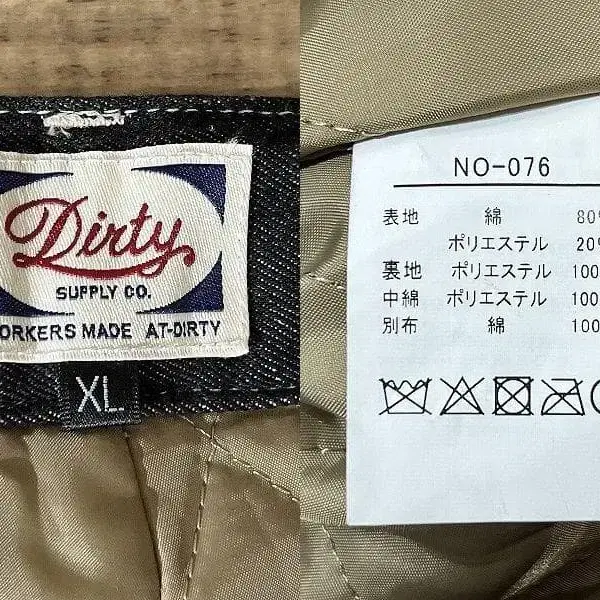 Dirty
SUPPLY CO.
ORKERS MADE AT-DIRTY
XL
NO-076
表地 綿 80%
ポリエステル 20%
裏地 ポリエステル 100
中綿 ポリエステル 100
別布 綿 100